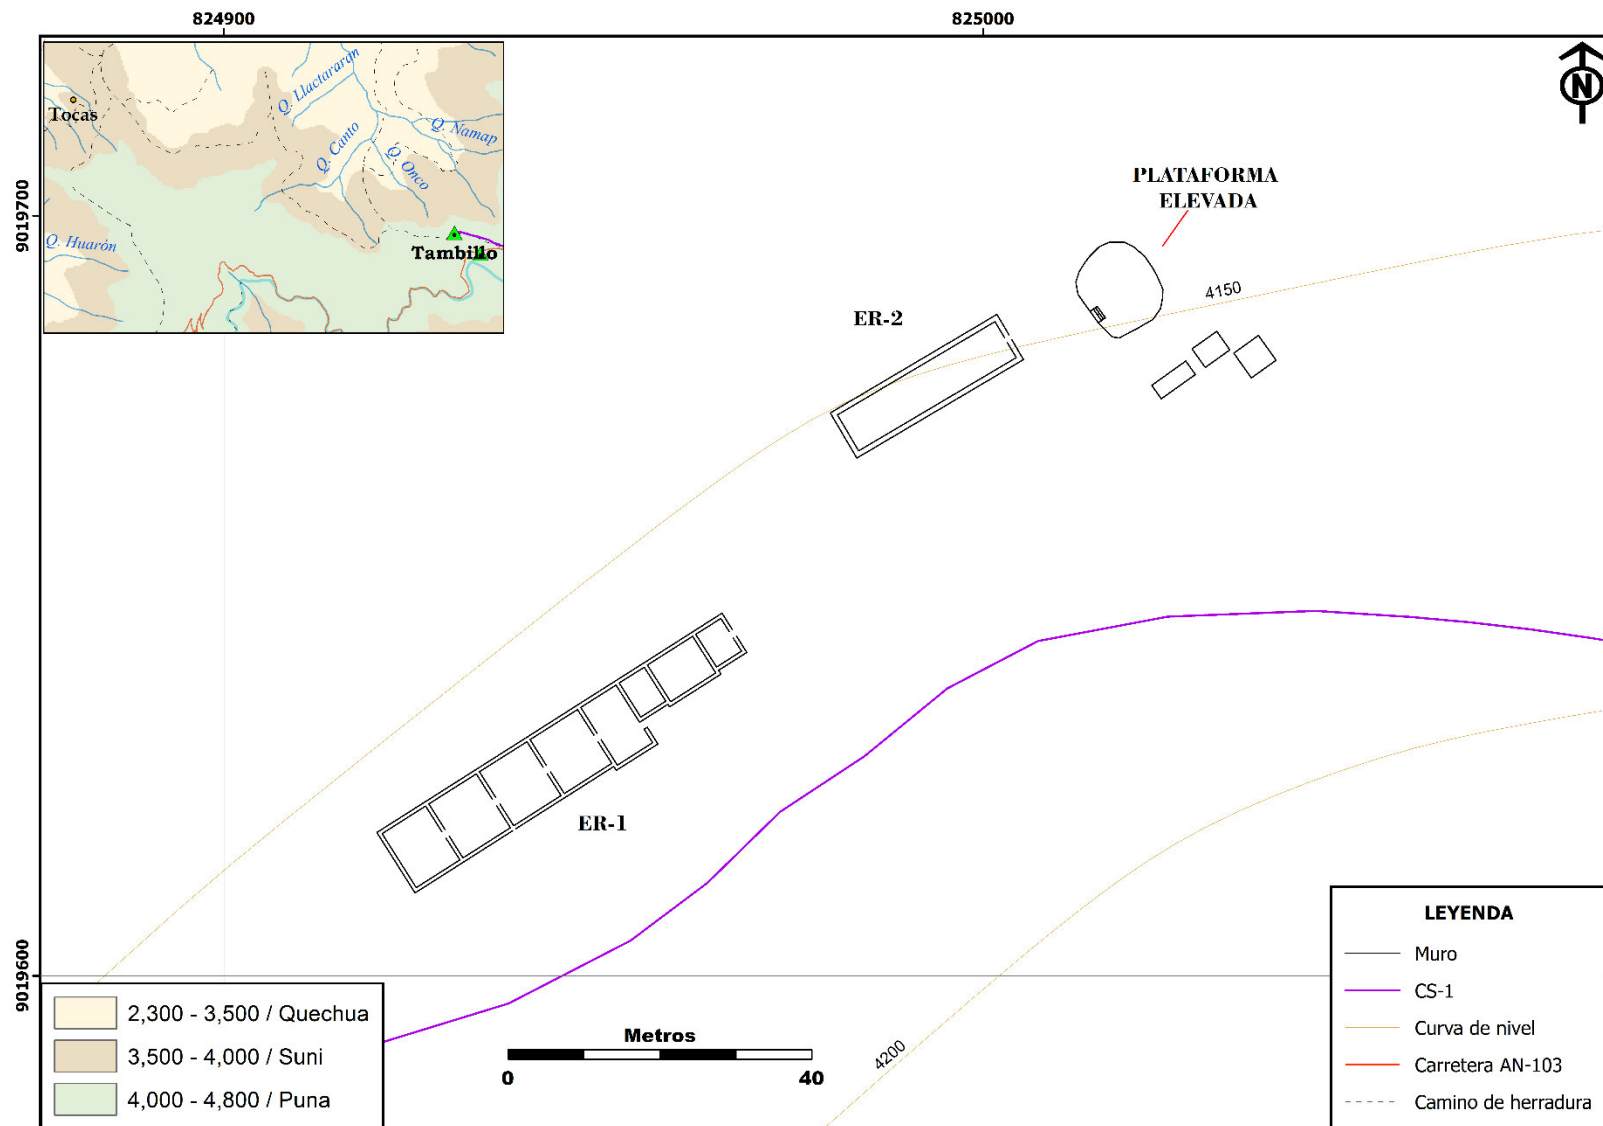 824900
825000
9019700
9019600
Q. Llactararán
Q. Canto
Q. Onco
Q. Namap
Tocas
Q. Huarón
Tambillo
N
PLATAFORMA
ELEVADA
4150
ER-2
ER-1
4200
2,300 - 3,500 / Quechua
3,500 - 4,000 / Suni
4,000 - 4,800 / Puna
Metros
0 40
LEYENDA
Muro
CS-1
Curva de nivel
Carretera AN-103
Camino de herradura